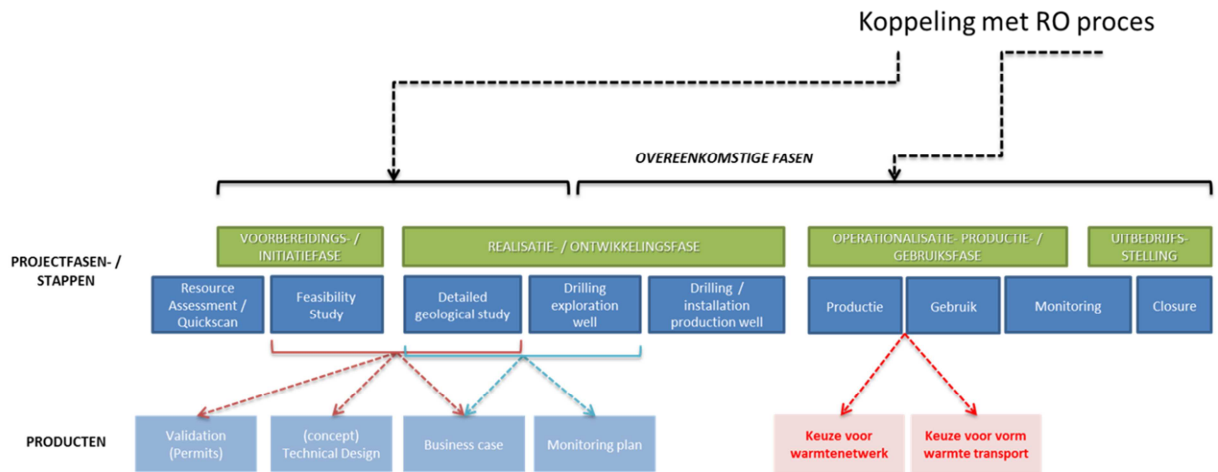 Koppeling met RO proces
OVEREENKOMSTIGE FASEN
PROJECTFASEN- /
STAPPEN
VOORBEREIDINGS- /
INITIATIEFASE
REALISATIE- / ONTWIKKELINGSFASE
OPERATIONALISATIE- PRODUCTIE- /
GEBRUIKSFASE
UITBEDRIJFS-
STELLING
Resource
Assessment /
Quickscan
Feasibility
Study
Detailed
geological study
Drilling
exploration
well
Drilling /
installation
production well
Productie
Gebruik
Monitoring
Closure
PRODUCTEN
Validation
(Permits)
(concept)
Technical Design
Business case
Monitoring plan
Keuze voor
warmtenetwerk
Keuze voor vorm
warmte transport